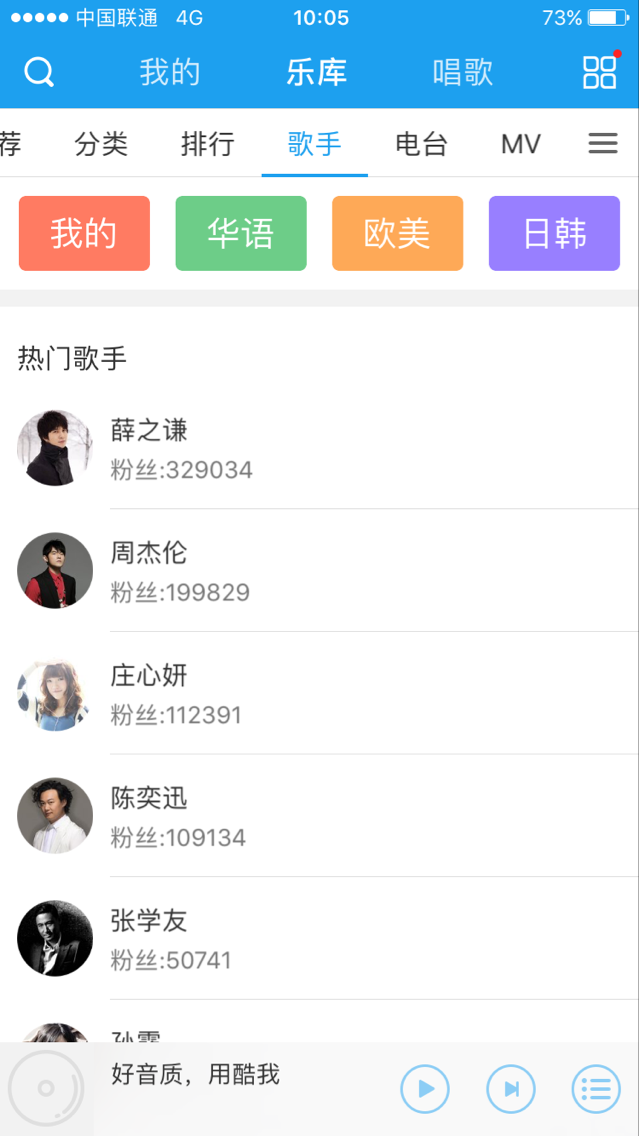 中国联通 4G 10:05 73%
我的 乐库 唱歌
荐 分类 排行 歌手 电台 MV
我的 华语 欧美 日韩
热门歌手
薛之谦
粉丝:329034
周杰伦
粉丝:199829
庄心妍
粉丝:112391
陈奕迅
粉丝:109134
张学友
粉丝:50741
好音质，用酷我